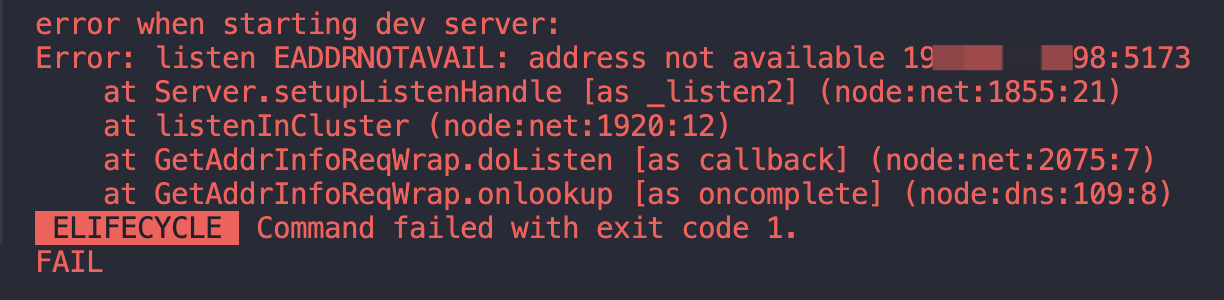 error when starting dev server:
Error: listen EADDRNOTAVAIL: address not available 19 98:5173
at Server.setupListenHandle [as _listen2] (node:net:1855:21)
at listenInCluster (node:net:1920:12)
at GetAddrInfoReqWrap.doListen [as callback] (node:net:2075:7)
at GetAddrInfoReqWrap.onlookup [as oncomplete] (node:dns:109:8)
ELIFECYCLE Command failed with exit code 1.
FAIL